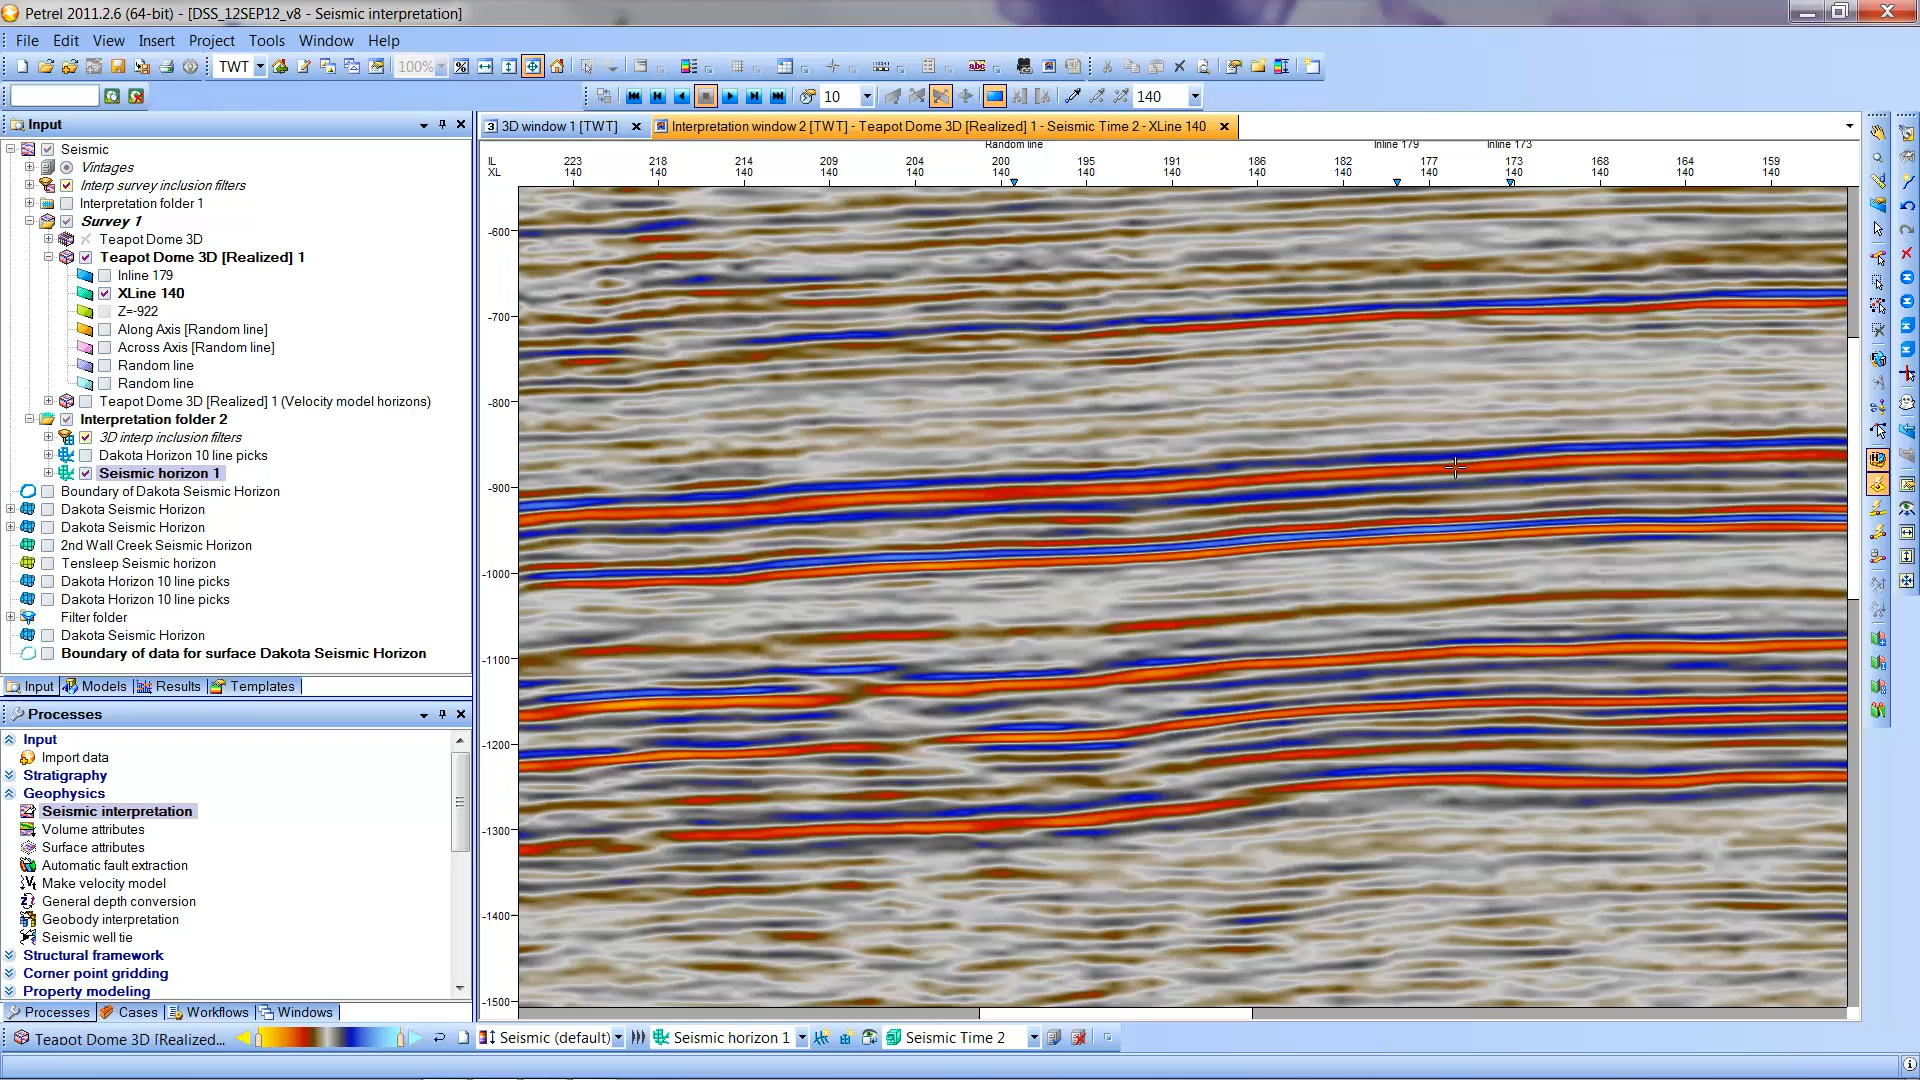 Petrel 2011.2.6 (64-bit) - [DSS_12SEP12_v8 - Seismic interpretation]
File Edit View Insert Project Tools Window Help
TWT 100%
10 140
Input
3D window 1 [TWT] Interpretation window 2 [TWT] - Teapot Dome 3D [Realized] 1 - Seismic Time 2 - XLine 140
Random line Inline 179 Inline 173
IL 223 218 214 209 204 200 195 191 186 182 177 173 168 164 159
XL 140 140 140 140 140 140 140 140 140 140 140 140 140 140 140
Seismic
Vintages
Interp survey inclusion filters
Interpretation folder 1
Survey 1
Teapot Dome 3D
Teapot Dome 3D [Realized] 1
Inline 179
XLine 140
Z=-922
Along Axis [Random line]
Across Axis [Random line]
Random line
Random line
Teapot Dome 3D [Realized] 1 (Velocity model horizons)
Interpretation folder 2
3D interp inclusion filters
Dakota Horizon 10 line picks
Seismic horizon 1
Boundary of Dakota Seismic Horizon
Dakota Seismic Horizon
Dakota Seismic Horizon
2nd Wall Creek Seismic Horizon
Tensleep Seismic horizon
Dakota Horizon 10 line picks
Dakota Horizon 10 line picks
Filter folder
Dakota Seismic Horizon
Boundary of data for surface Dakota Seismic Horizon
Input Models Results Templates
Processes
Input
Import data
Stratigraphy
Geophysics
Seismic interpretation
Volume attributes
Surface attributes
Automatic fault extraction
Make velocity model
General depth conversion
Geobody interpretation
Seismic well tie
Structural framework
Corner point gridding
Property modeling
Processes Cases Workflows Windows
-600
-700
-800
-900
-1000
-1100
-1200
-1300
-1400
-1500
Teapot Dome 3D [Realized... Seismic (default) Seismic horizon 1 Seismic Time 2